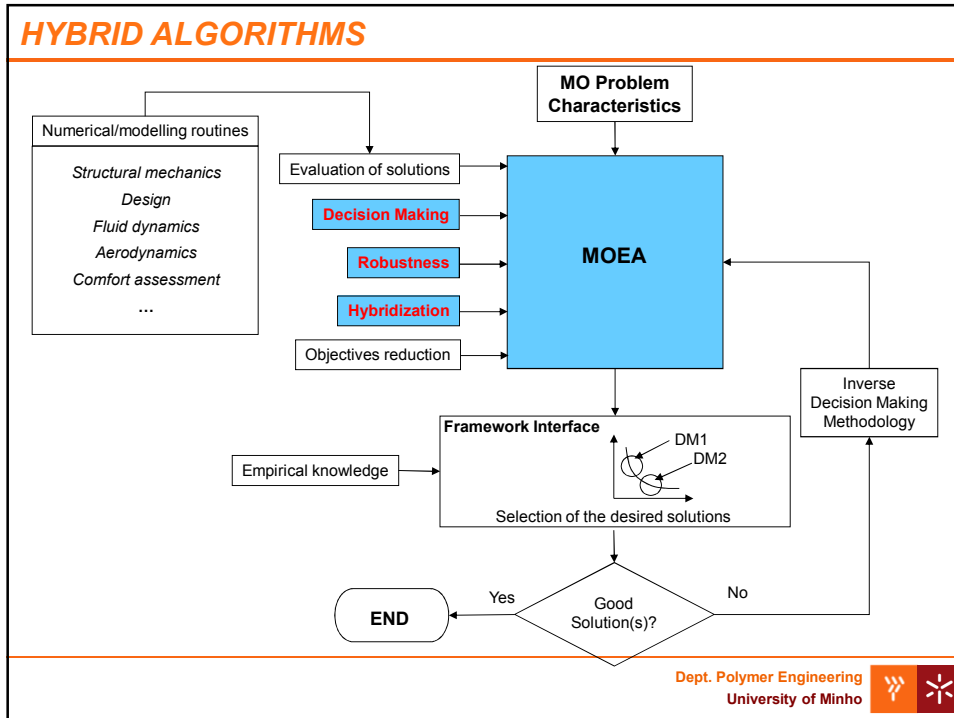 HYBRID ALGORITHMS
MO Problem
Characteristics
Numerical/modelling routines
Structural mechanics
Design
Fluid dynamics
Aerodynamics
Comfort assessment
...
Evaluation of solutions
Decision Making
Robustness
Hybridization
Objectives reduction
MOEA
Inverse
Decision Making
Methodology
Framework Interface
DM1
DM2
Selection of the desired solutions
Empirical knowledge
Good
Solution(s)?
Yes
No
END
Dept. Polymer Engineering
University of Minho